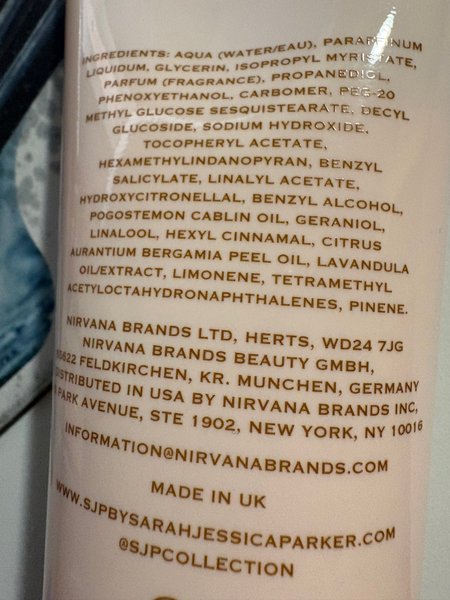 INGREDIENTS: AQUA (WATER/EAU), PARAFFINUM
LIQUIDUM, GLYCERIN, ISOPROPYL MYRISTATE,
PARFUM (FRAGRANCE), PROPANEDIOL,
PHENOXYETHANOL, CARBOMER, PEG-20
METHYL GLUCOSE SESQUISTEARATE, DECYL
GLUCOSIDE, SODIUM HYDROXIDE,
TOCOPHERYL ACETATE,
HEXAMETHYLINDANOPYRAN, BENZYL
SALICYLATE, LINALYL ACETATE,
HYDROXYCITRONELLAL, BENZYL ALCOHOL,
POGOSTEMON CABLIN OIL, GERANIOL,
LINALOOL, HEXYL CINNAMAL, CITRUS
AURANTIUM BERGAMIA PEEL OIL, LAVANDULA
OIL/EXTRACT, LIMONENE, TETRAMETHYL
ACETYLOCTAHYDRONAPHTHALENES, PINENE.
NIRVANA BRANDS LTD, HERTS, WD24 7JG
NIRVANA BRANDS BEAUTY GMBH,
FELDKIRCHEN, KR. MUNCHEN, GERMANY
DISTRIBUTED IN USA BY NIRVANA BRANDS INC,
PARK AVENUE, STE 1902, NEW YORK, NY 10016
INFORMATION@NIRVANABRANDS.COM
MADE IN UK
WWW.SJPBYSARAHJESSICAPARKER.COM
@SJPCOLLECTION